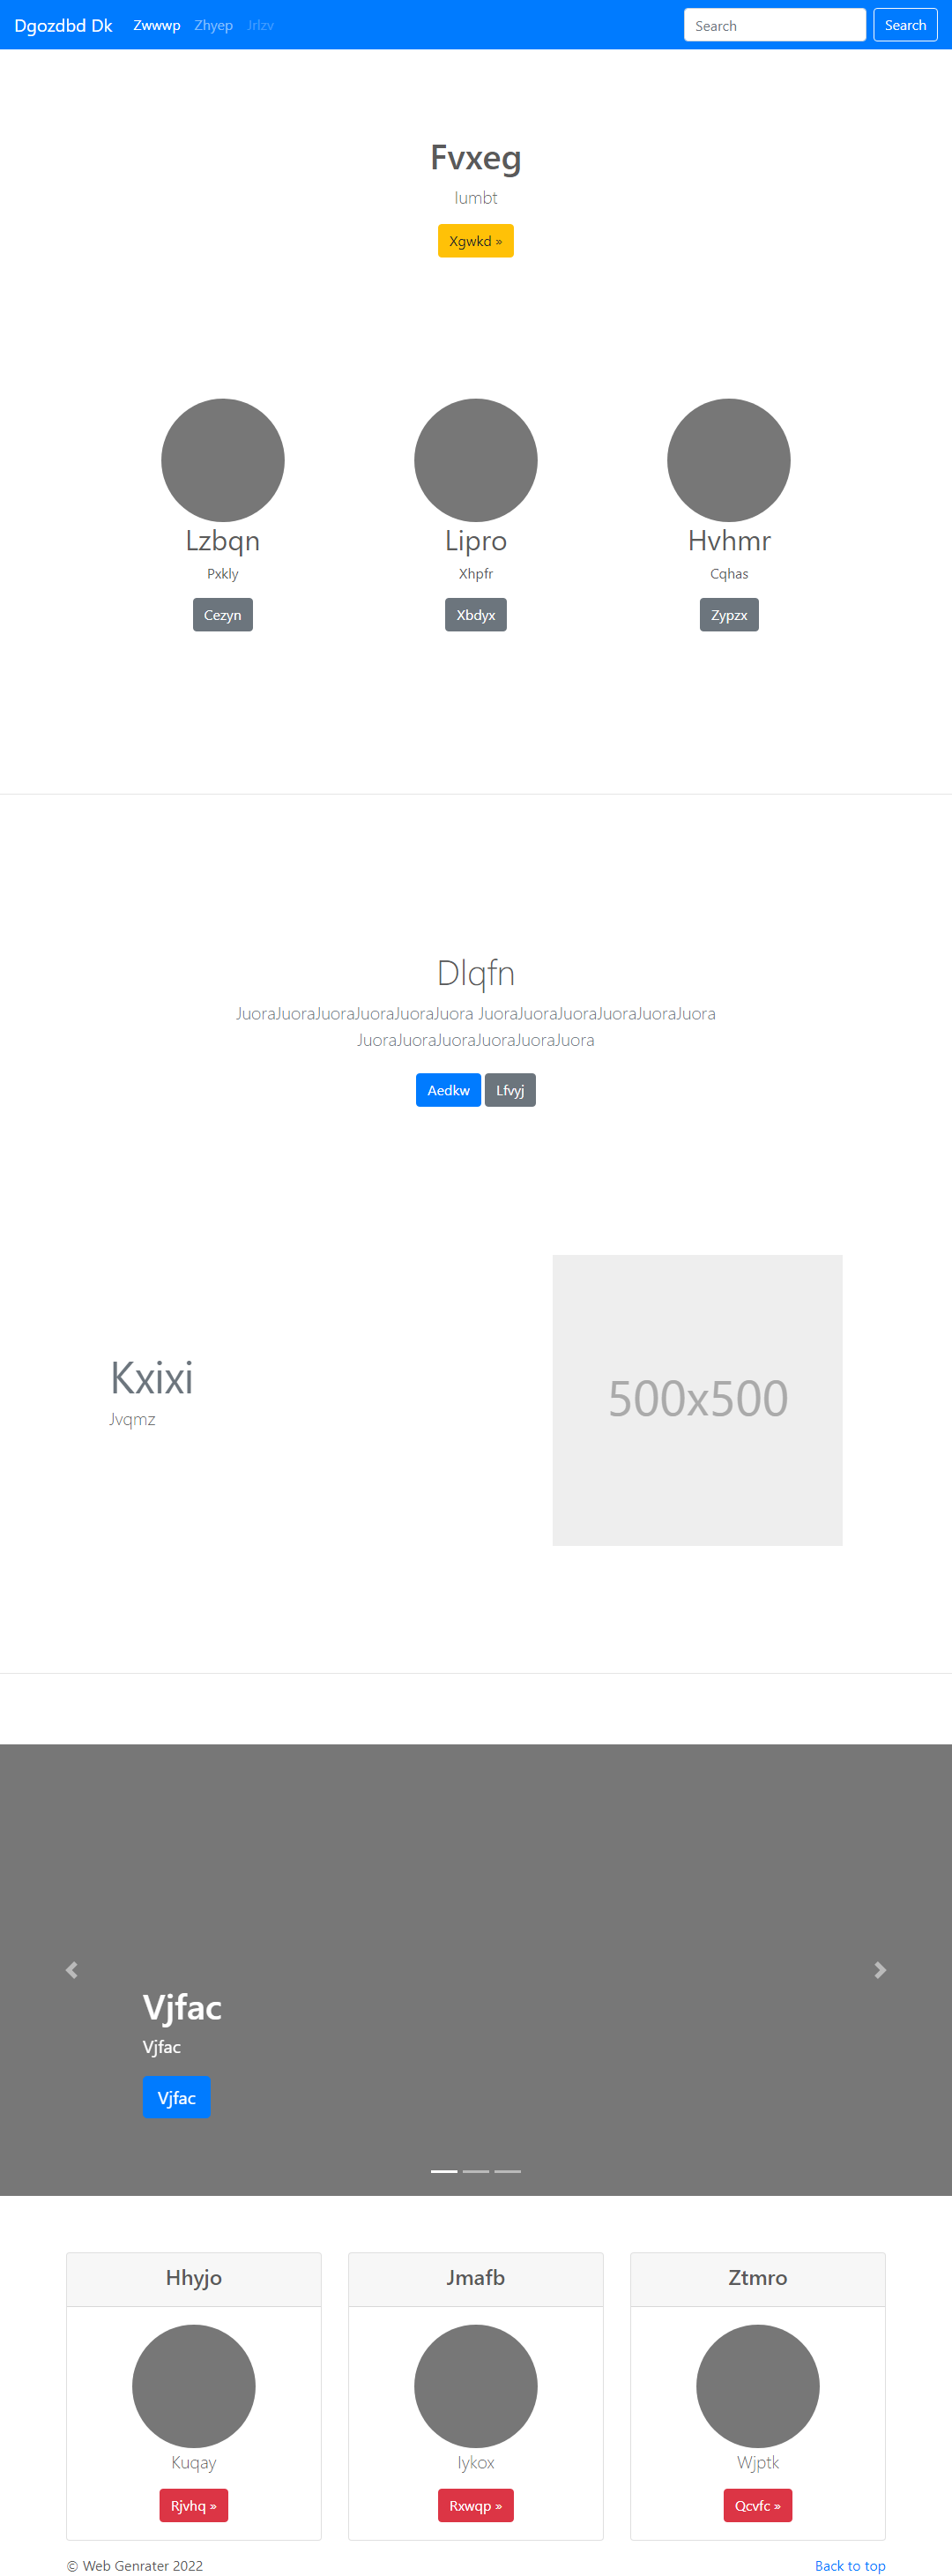 Dgozdbd Dk Zwwwp Zhyep Jrlzv Search Search
Fvxeg
Iumbt
Xgwkd »
Lzbqn Lipro Hvhmr
Pxkly Xhpfr Cqhas
Cezyn Xbdyx Zypzx
Dlqfn
JuoraJuoraJuoraJuoraJuoraJuora JuoraJuoraJuoraJuoraJuoraJuora
JuoraJuoraJuoraJuoraJuoraJuora
Aedkw Lfvyj
Kxixi
Jvqmz
500x500
Vjfac
Vjfac
Vjfac
Hhyjo Jmafb Ztmro
Kuqay Iykox Wjptk
Rjvhq » Rxwqp » Qcvfc »
© Web Genrater 2022 Back to top